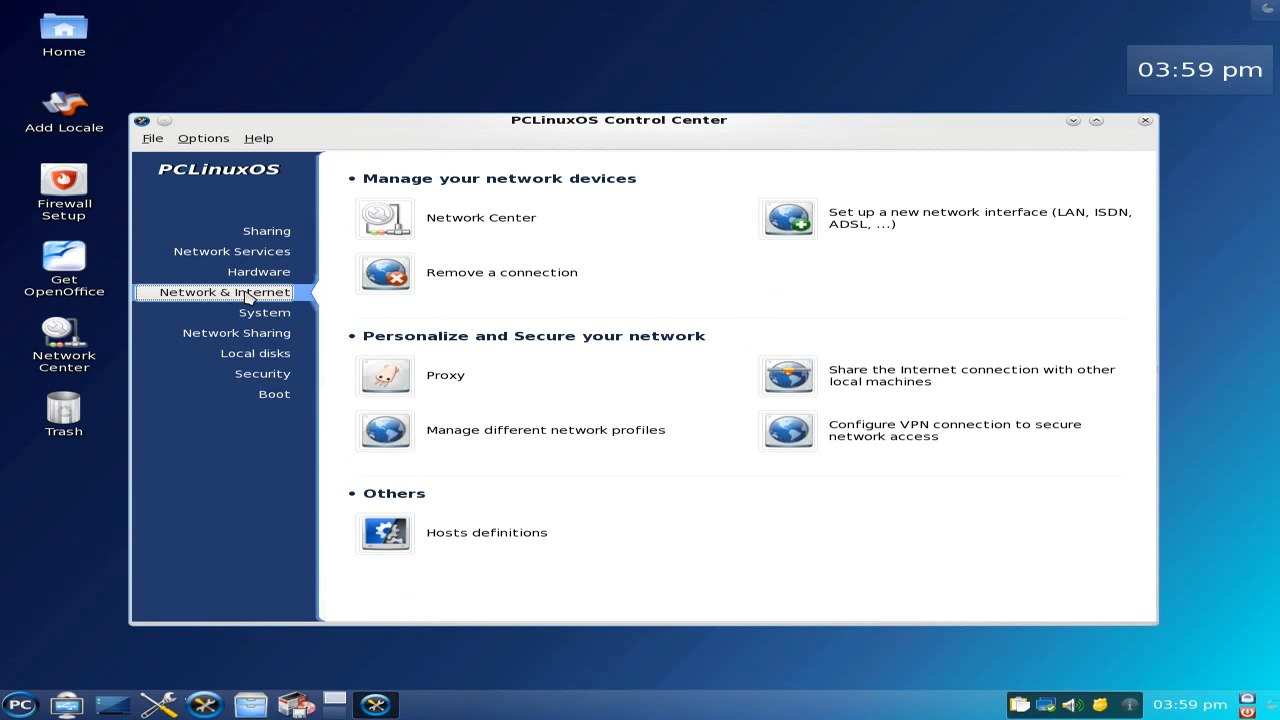 Home
Add Locale
Firewall
Setup
Get
OpenOffice
Network
Center
Trash
03:59 pm
PCLinuxOS Control Center
File Options Help
PCLinuxOS
Sharing
Network Services
Hardware
Network & Internet
System
Network Sharing
Local disks
Security
Boot
• Manage your network devices
Network Center
Set up a new network interface (LAN, ISDN,
ADSL, ...)
Remove a connection
• Personalize and Secure your network
Proxy
Share the Internet connection with other
local machines
Manage different network profiles
Configure VPN connection to secure
network access
• Others
Hosts definitions
PC
03:59 pm